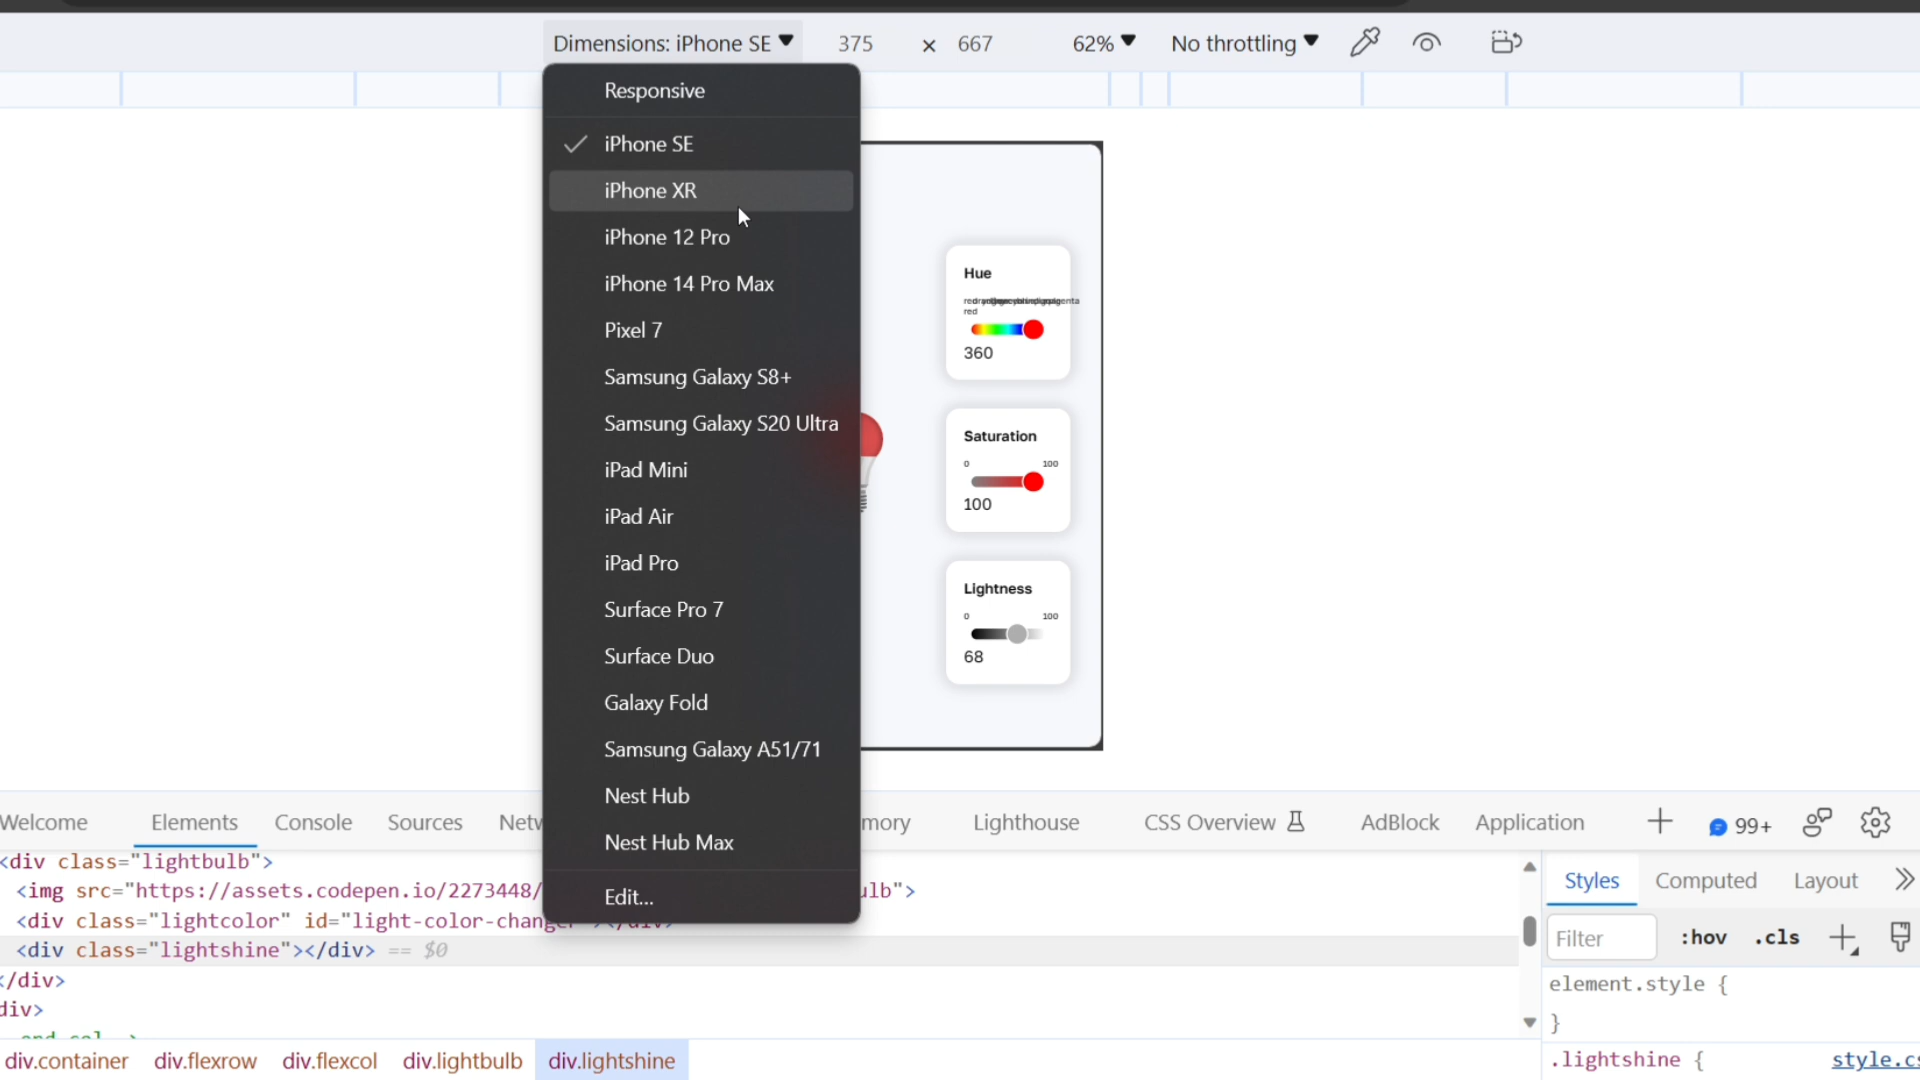 Dimensions: iPhone SE 375 × 667 62% No throttling
Responsive
iPhone SE
iPhone XR
iPhone 12 Pro
iPhone 14 Pro Max
Pixel 7
Samsung Galaxy S8+
Samsung Galaxy S20 Ultra
iPad Mini
iPad Air
iPad Pro
Surface Pro 7
Surface Duo
Galaxy Fold
Samsung Galaxy A51/71
Nest Hub
Nest Hub Max
Edit...
Hue
red
360
Saturation
0 100
100
Lightness
0 100
68
Welcome Elements Console Sources Netw mory Lighthouse CSS Overview AdBlock Application 99+
<div class="lightbulb">
<img src="https://assets.codepen.io/2273448/ ulb">
<div class="lightcolor" id="light-color-change
<div class="lightshine"></div> == $0
</div>
div>
div.container div.flexrow div.flexcol div.lightbulb div.lightshine
Styles Computed Layout
Filter :hov .cls
element.style {
}
.lightshine { style.cs